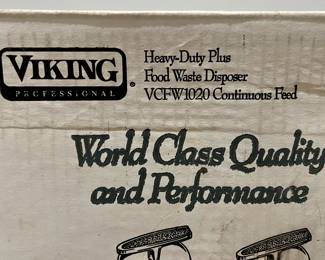 VIKING
PROFESSIONAL
®
Heavy-Duty Plus
Food Waste Disposer
VCFW1020 Continuous Feed
World Class Quality
and Performance